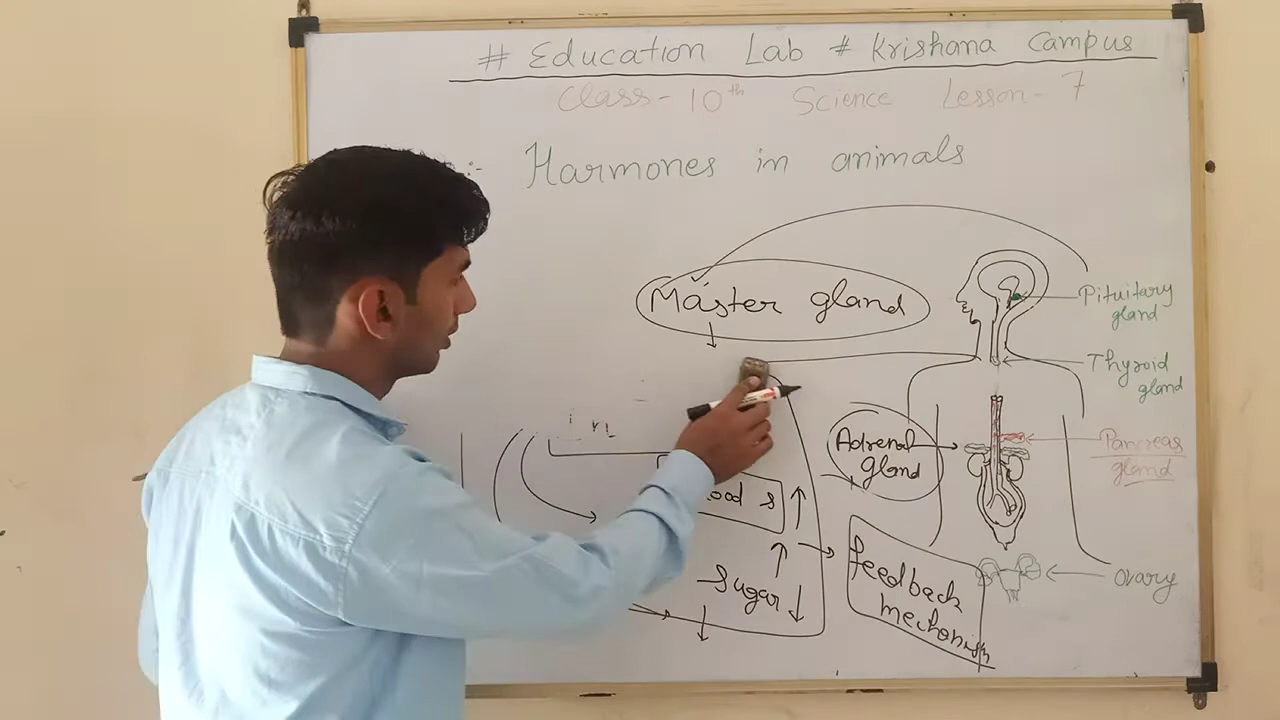 # Education Lab # Krishana Campus
Class-10th Science Lesson-7
:- Harmones in animals
Master gland
Pituitary
gland
Thyroid
gland
Adrenal
Gland
Pancreas
gland
ood s
Sugar
feedback
mechanism
ovary